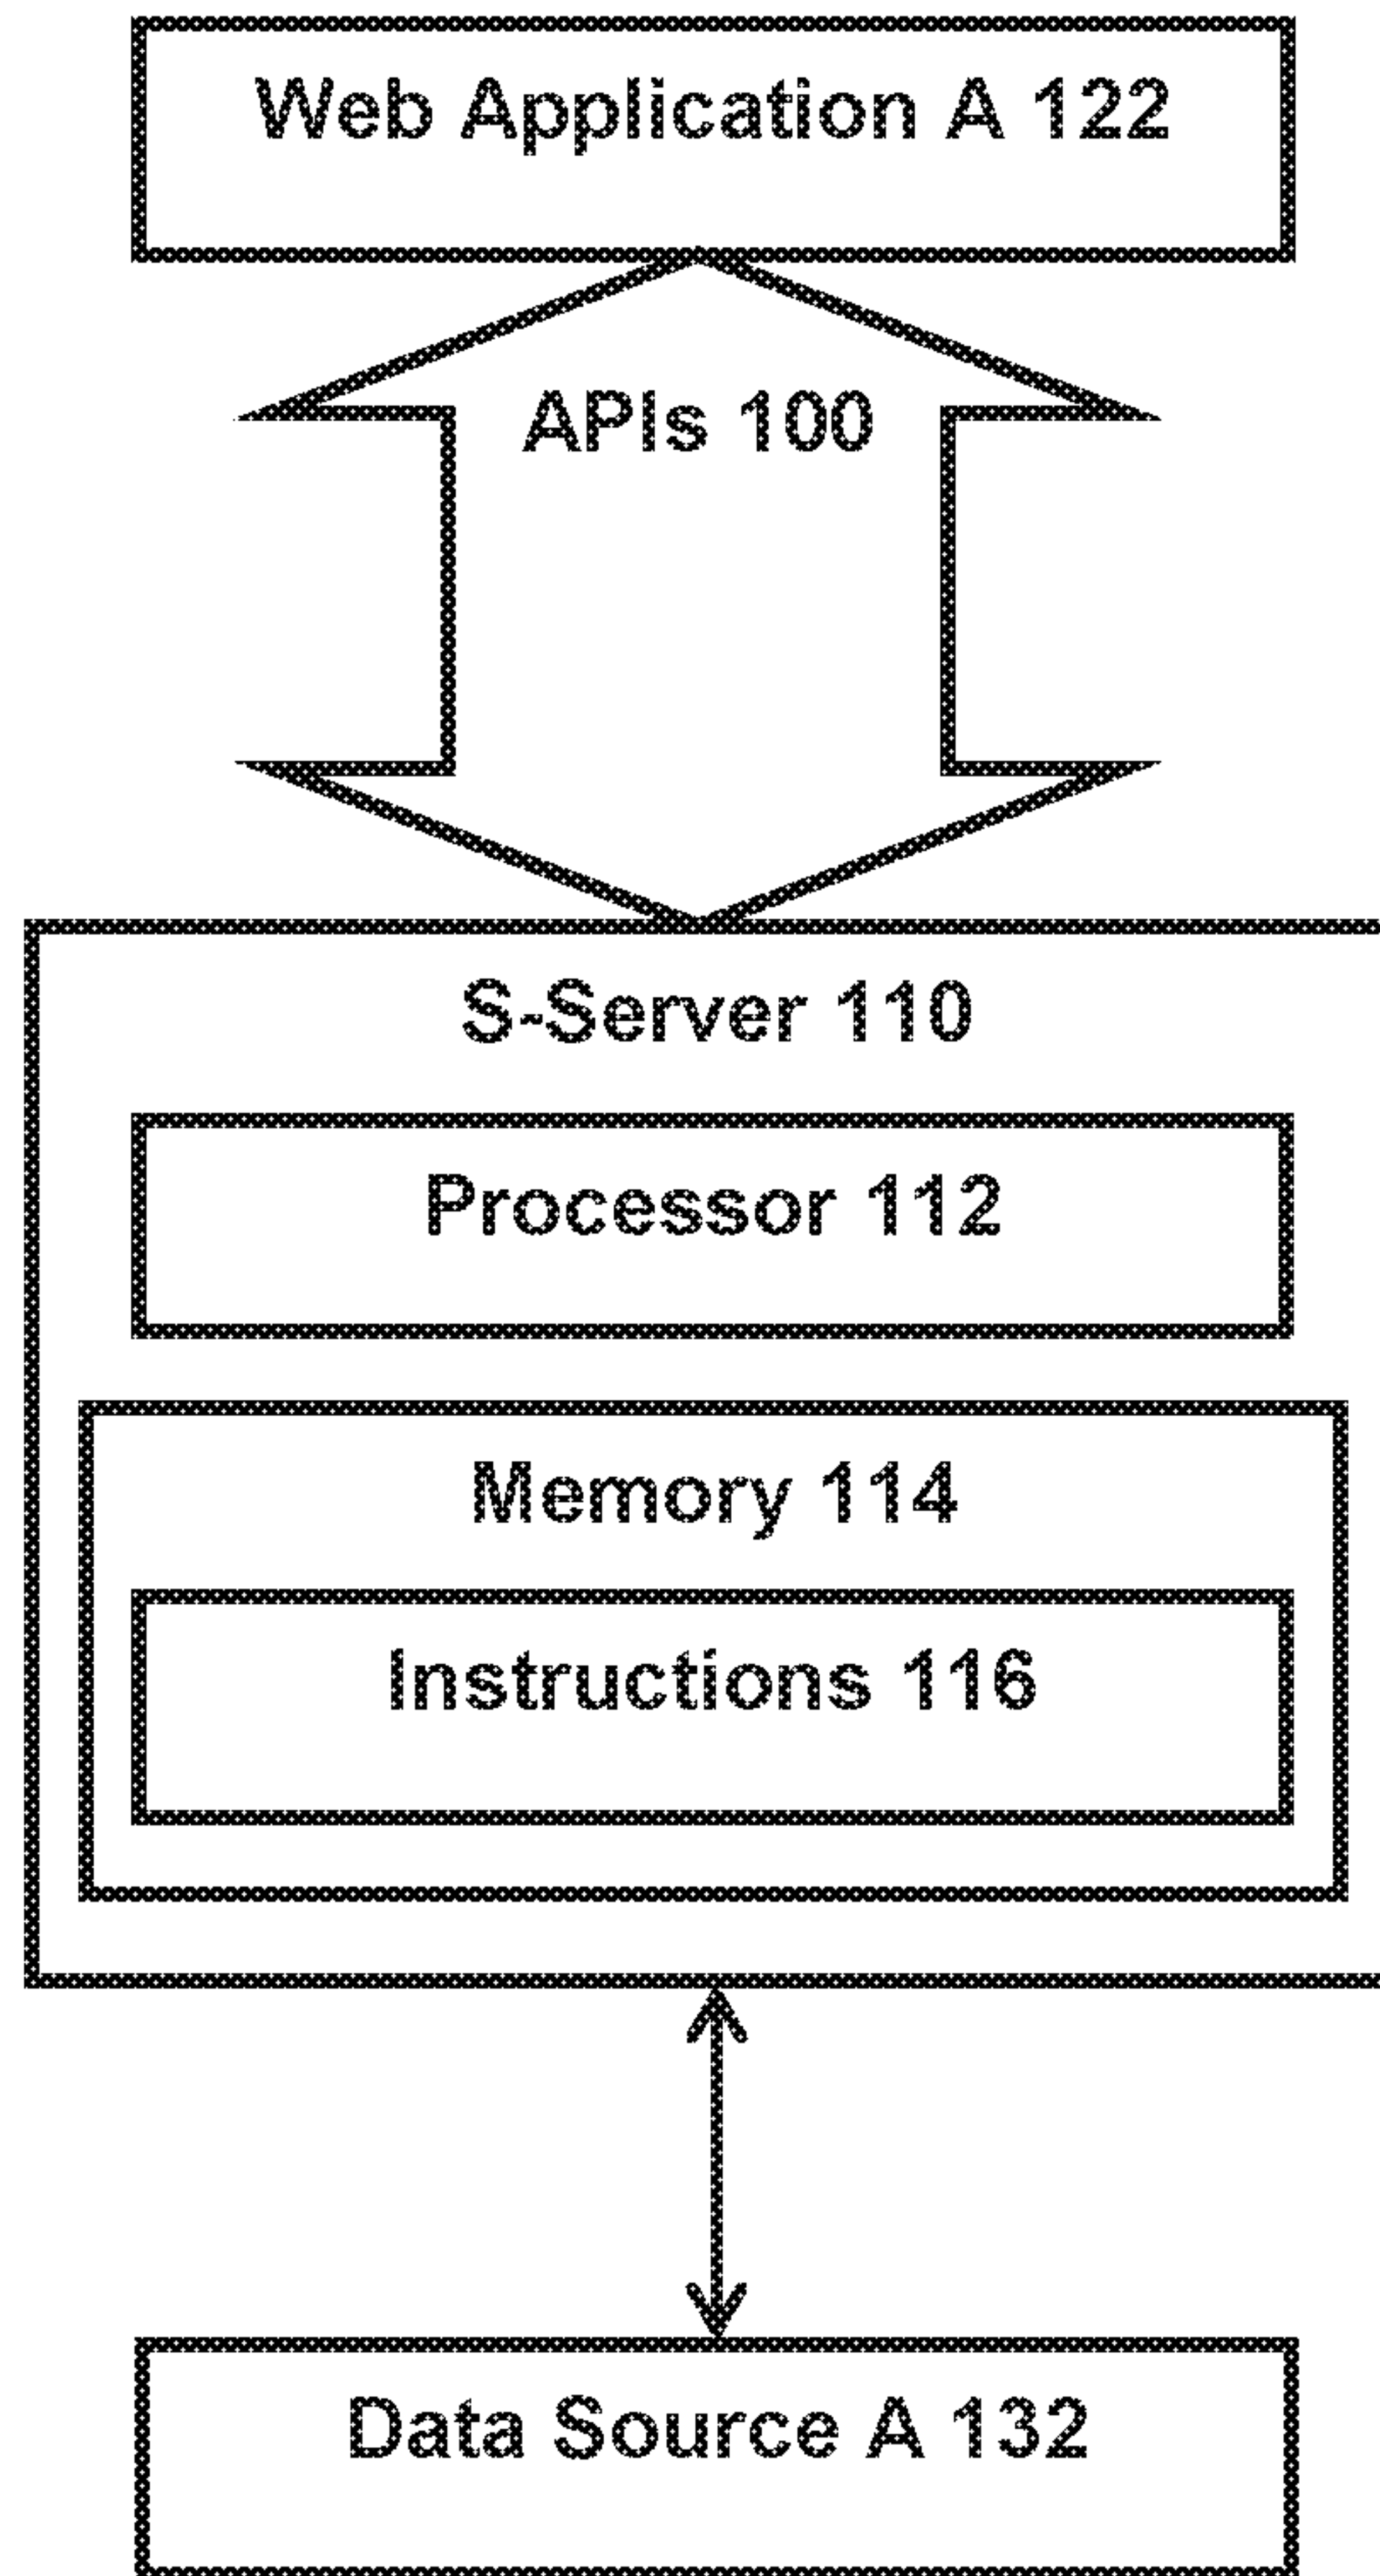 Web Application A 122
APIs 100
S-Server 110
Processor 112
Memory 114
Instructions 116
Data Source A 132